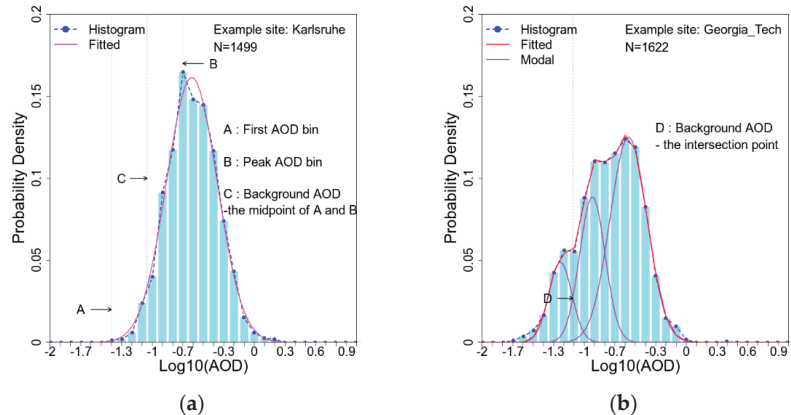 Histogram
Fitted
Example site: Karlsruhe
N=1499
B
A : First AOD bin
B : Peak AOD bin
C : Background AOD
-the midpoint of A and B
C
A
Probability Density
0.2
0.15
0.1
0.05
0
-2 -1.7 -1.3 -1 -0.7 -0.3 0 0.3 0.6 0.9
Log10(AOD)
(a)
Histogram
Fitted
Modal
Example site: Georgia_Tech
N=1622
D : Background AOD
- the intersection point
D
Probability Density
0.2
0.15
0.1
0.05
0
-2 -1.7 -1.3 -1 -0.7 -0.3 0 0.3 0.6 0.9
Log10(AOD)
(b)